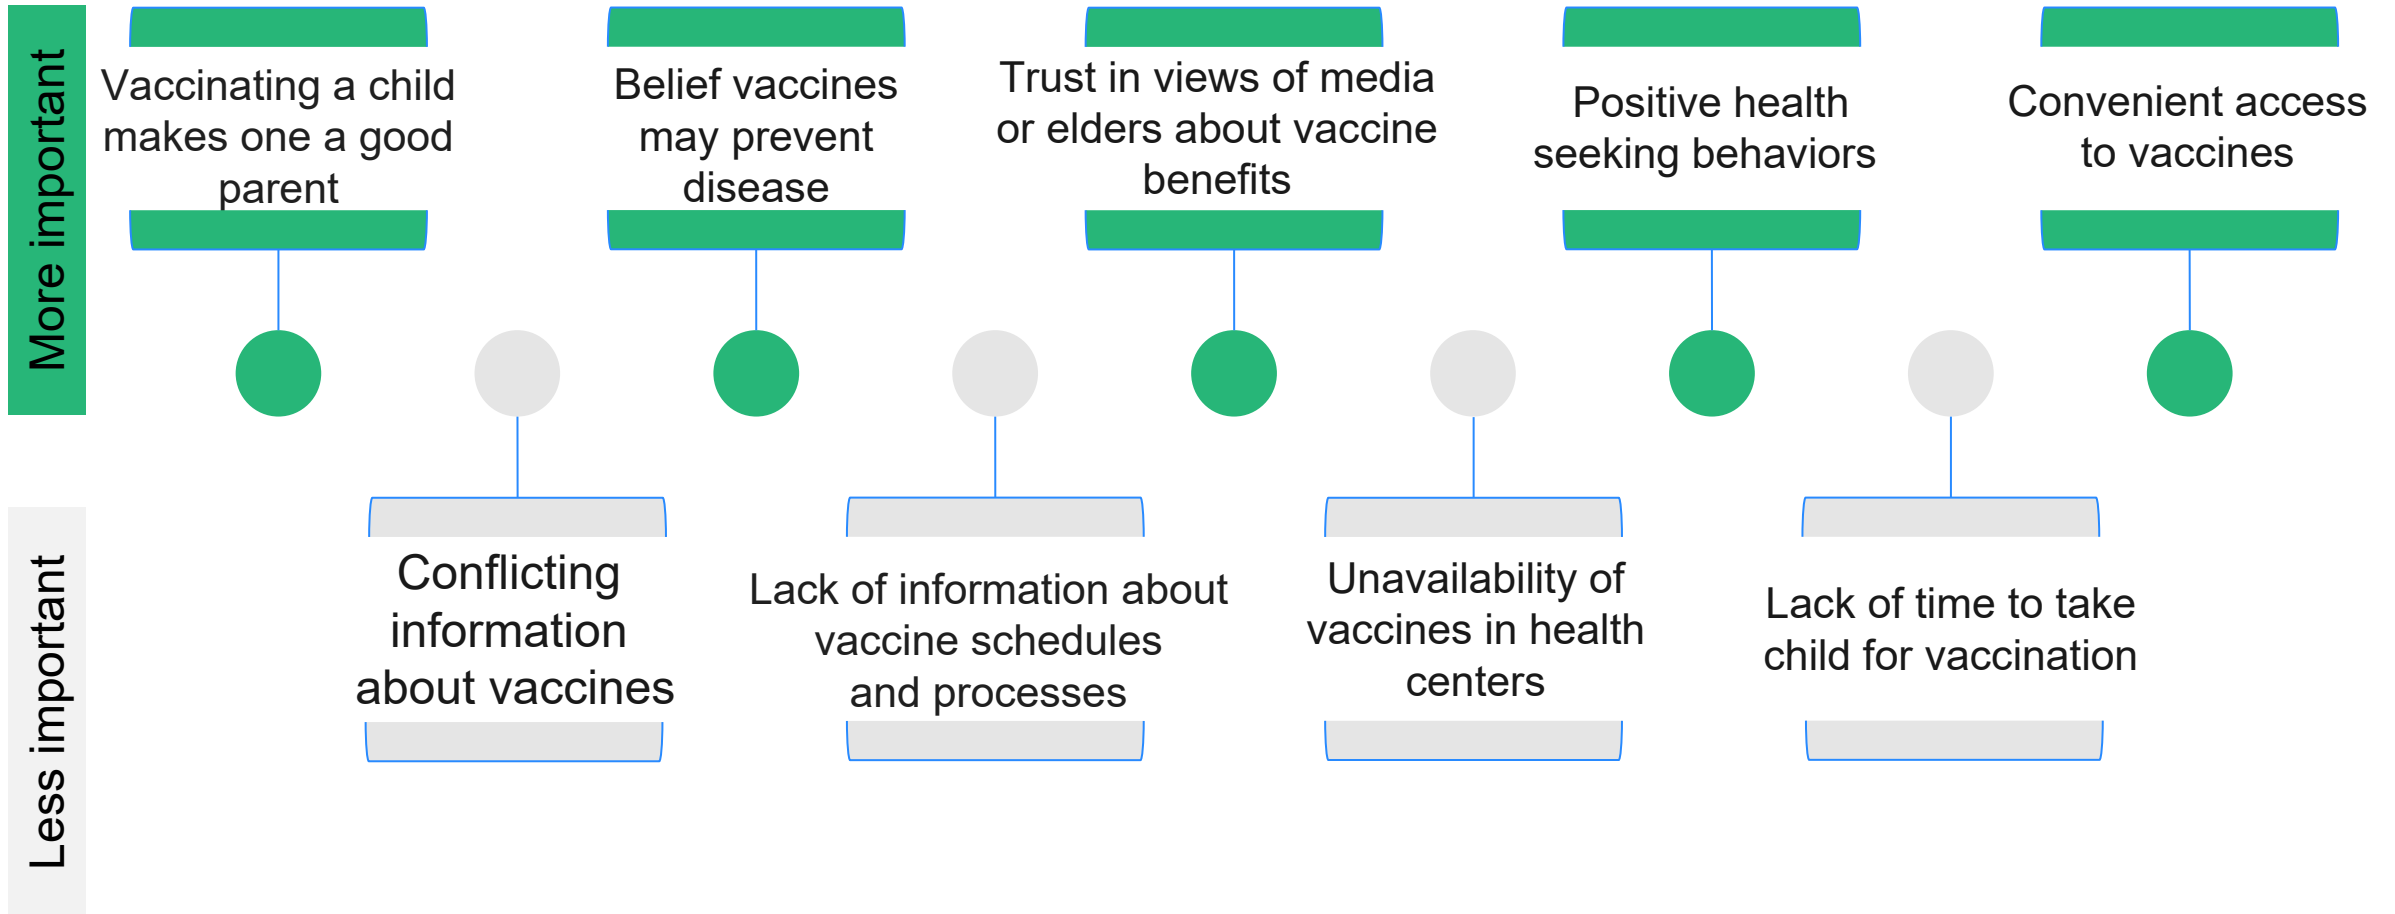 More important
Vaccinating a child
makes one a good
parent
Belief vaccines
may prevent
disease
Trust in views of media
or elders about vaccine
benefits
Positive health
seeking behaviors
Convenient access
to vaccines
Less important
Conflicting
information
about vaccines
Lack of information about
vaccine schedules
and processes
Unavailability of
vaccines in health
centers
Lack of time to take
child for vaccination